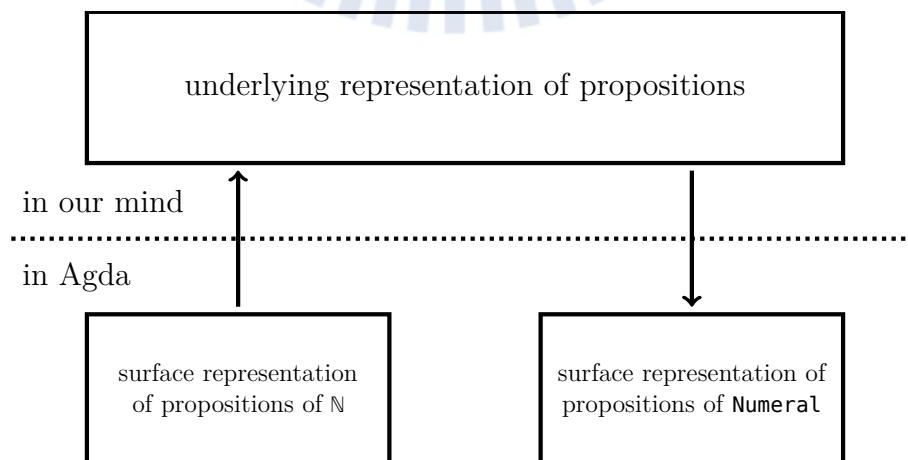 underlying representation of propositions
in our mind
in Agda
surface representation
of propositions of ℕ
surface representation of
propositions of Numeral